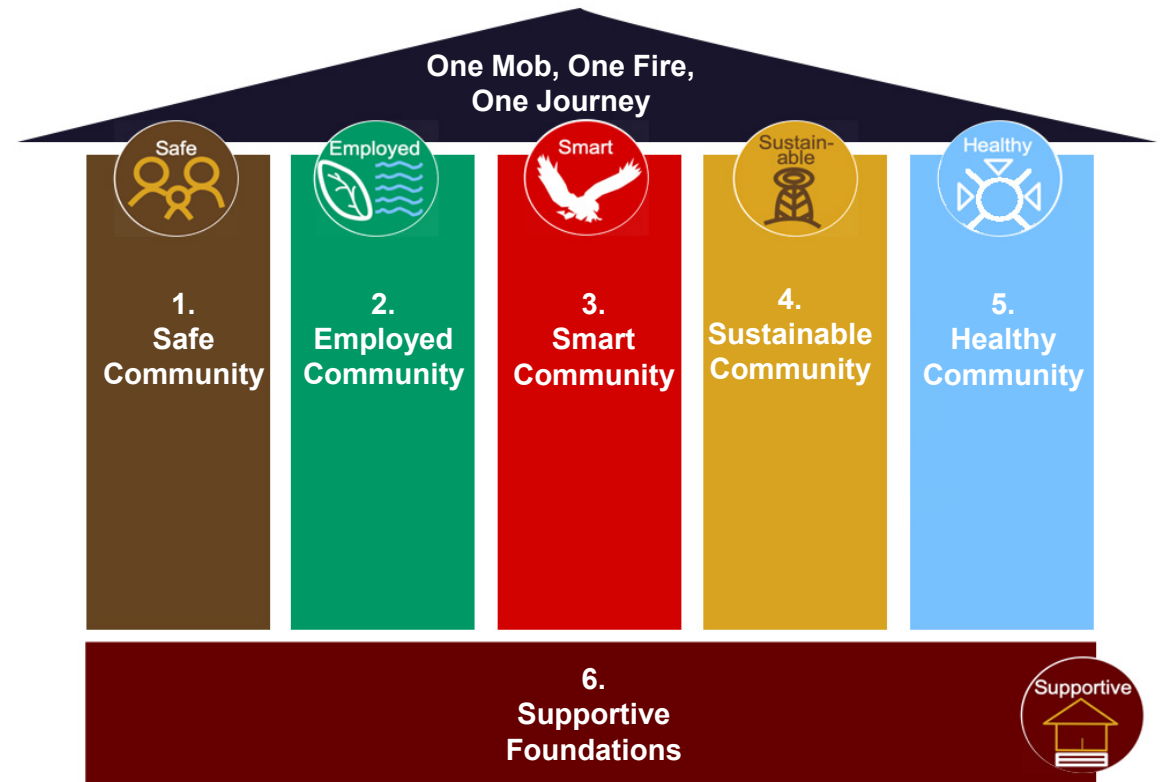 One Mob, One Fire,
One Journey
Safe
Employed
Smart
Sustain-
able
Healthy
1.
Safe
Community
2.
Employed
Community
3.
Smart
Community
4.
Sustainable
Community
5.
Healthy
Community
6.
Supportive
Foundations
Supportive